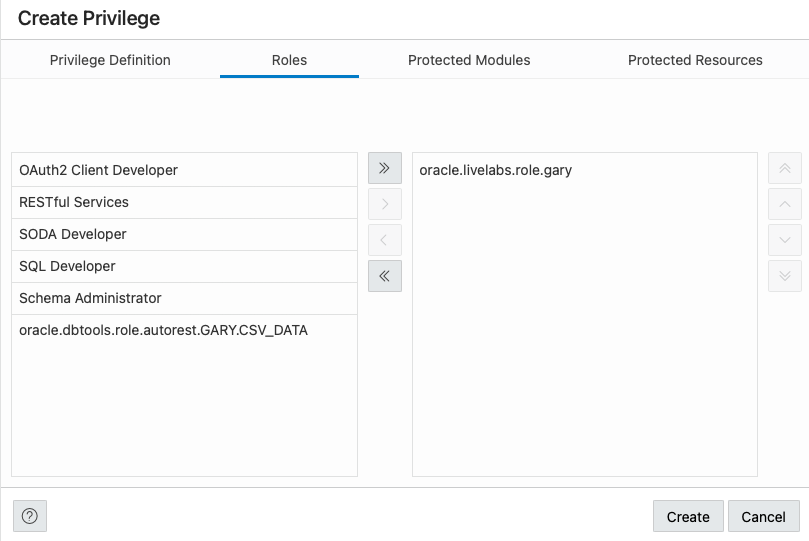 Create Privilege
Privilege Definition Roles Protected Modules Protected Resources
OAuth2 Client Developer
RESTful Services
SODA Developer
SQL Developer
Schema Administrator
oracle.dbtools.role.autorest.GARY.CSV_DATA
oracle.livelabs.role.gary
Create Cancel